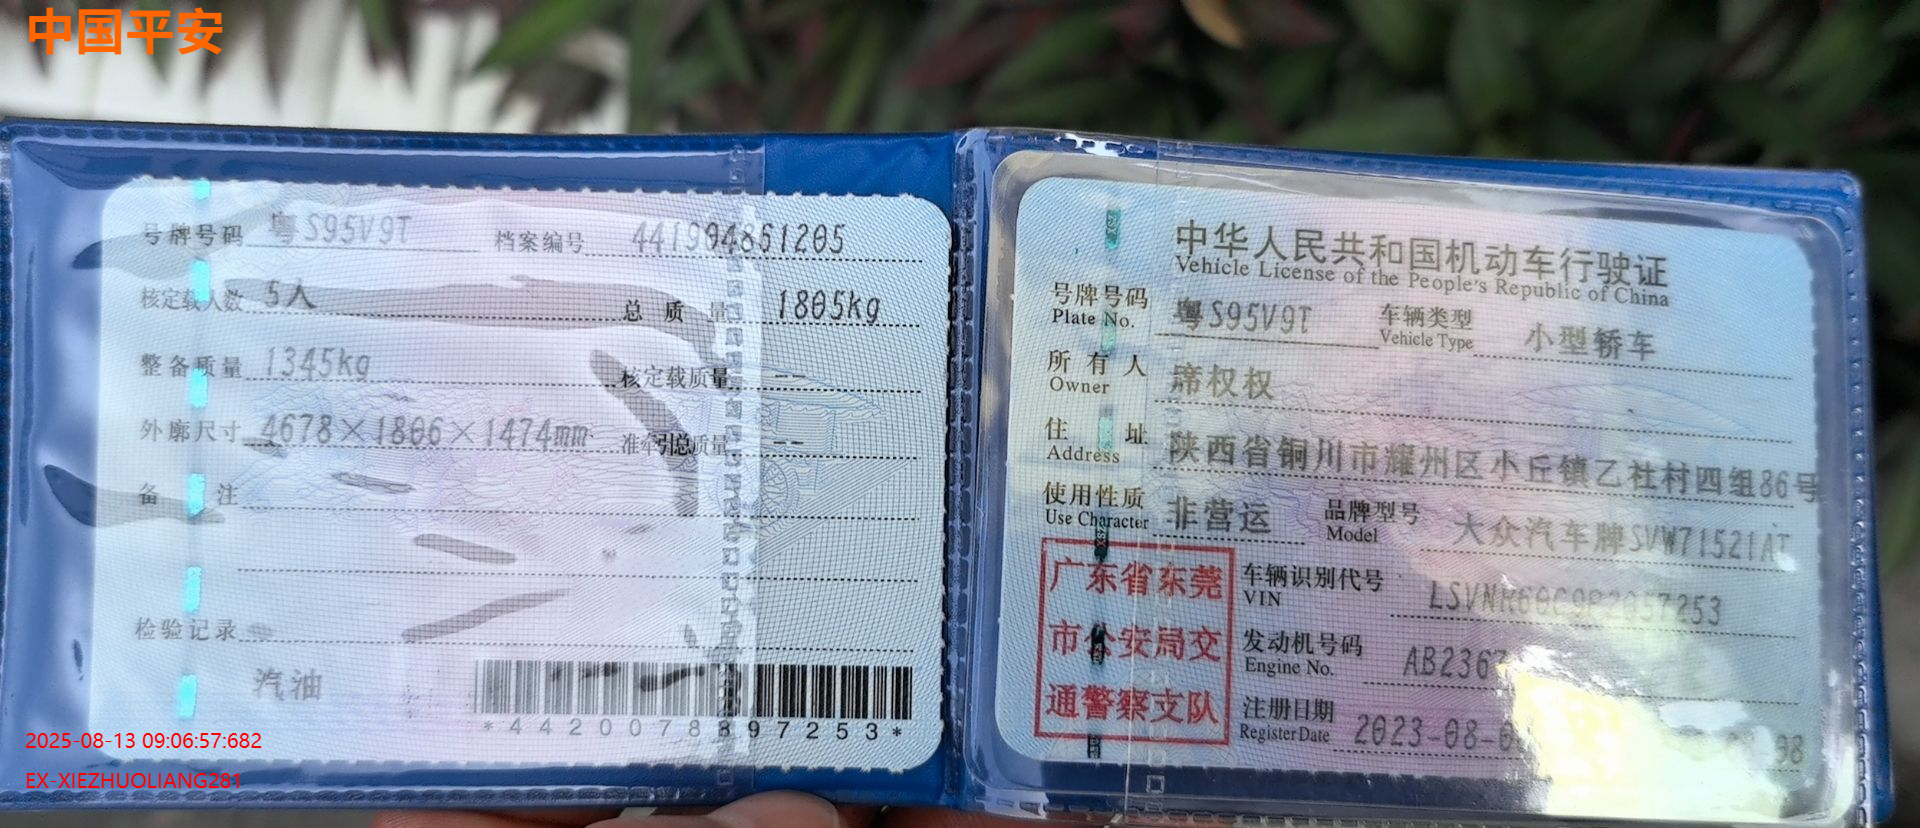 中国平安
号牌号码 粤S95V9T 档案编号 441904861205
核定载人数 5人 总质量 1805kg
整备质量 1345kg 核定载质量 --
外廓尺寸 4678×1806×1474mm 准牵引总质量 --
备注
检验记录
汽油
*4420078897253*
2025-08-13 09:06:57:682
EX-XIEZHUOLIANG281
中华人民共和国机动车行驶证
Vehicle License of the People's Republic of China
号牌号码 粤S95V9T 车辆类型 小型轿车
Plate No. Vehicle Type
所有人 席权权
Owner
住址 陕西省铜川市耀州区小丘镇乙社村四组86号
Address
使用性质 非营运 品牌型号 大众汽车牌SVW71521AT
Use Character Model
广东省东莞
市公安局交
通警察支队
车辆识别代号
VIN
发动机号码 AB236
Engine No.
注册日期 2023-08-
Register Date